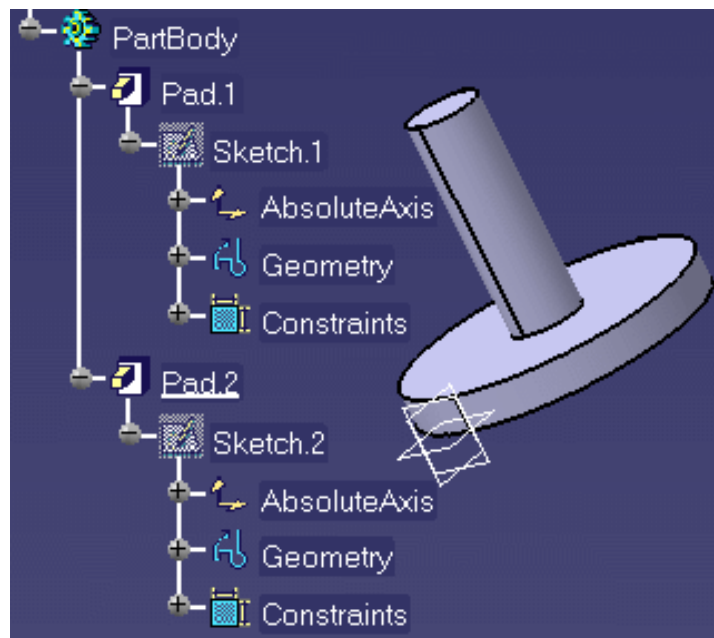 PartBody
Pad.1
Sketch.1
AbsoluteAxis
Geometry
Constraints
Pad.2
Sketch.2
AbsoluteAxis
Geometry
Constraints